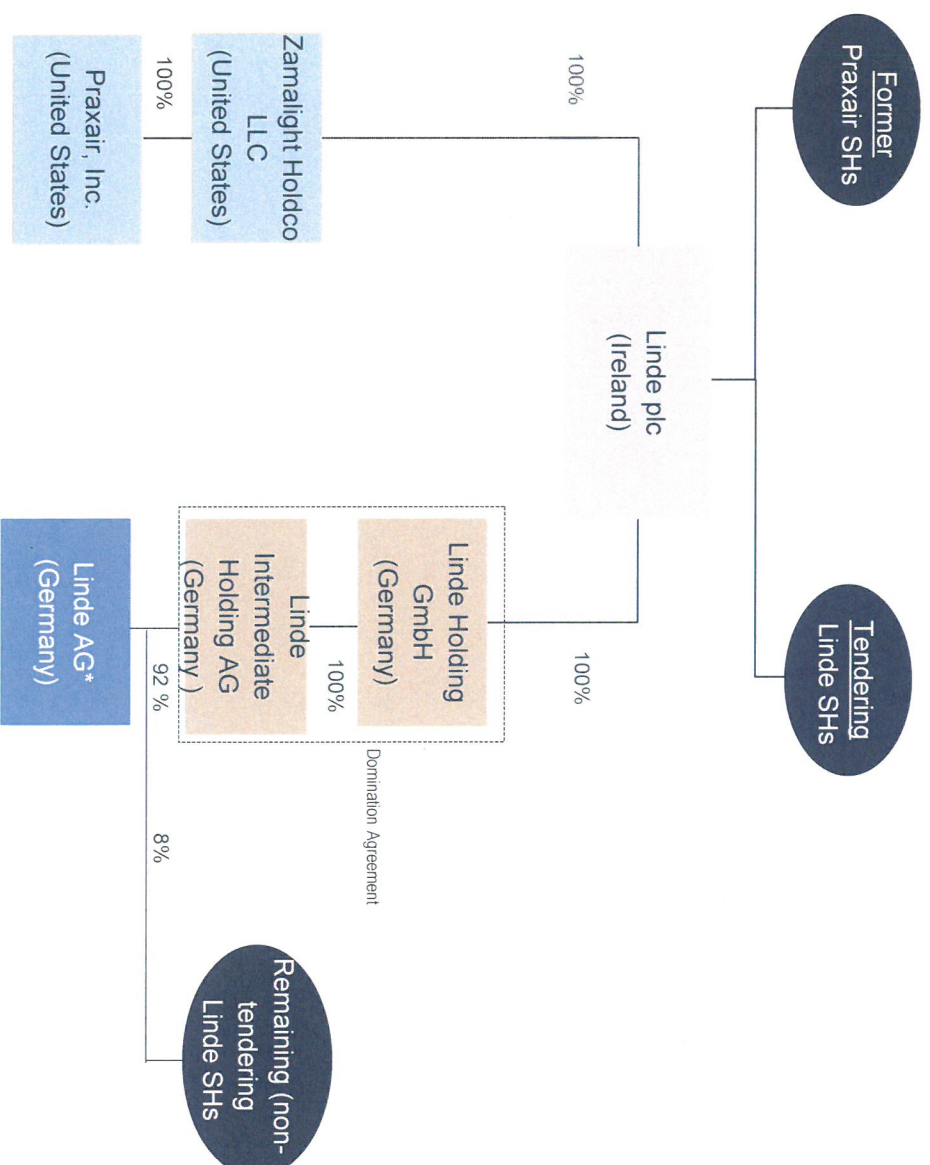 Former
Praxair SHs
Tendering
Linde SHs
Linde plc
(Ireland)
100%
100%
Zamalight Holdco
LLC
(United States)
Linde Holding
GmbH
(Germany)
Domination Agreement
100%
100%
Praxair, Inc.
(United States)
Linde
Intermediate
Holding AG
(Germany )
92 %
8%
Remaining (non-
tendering
Linde SHs
Linde AG*
(Germany)